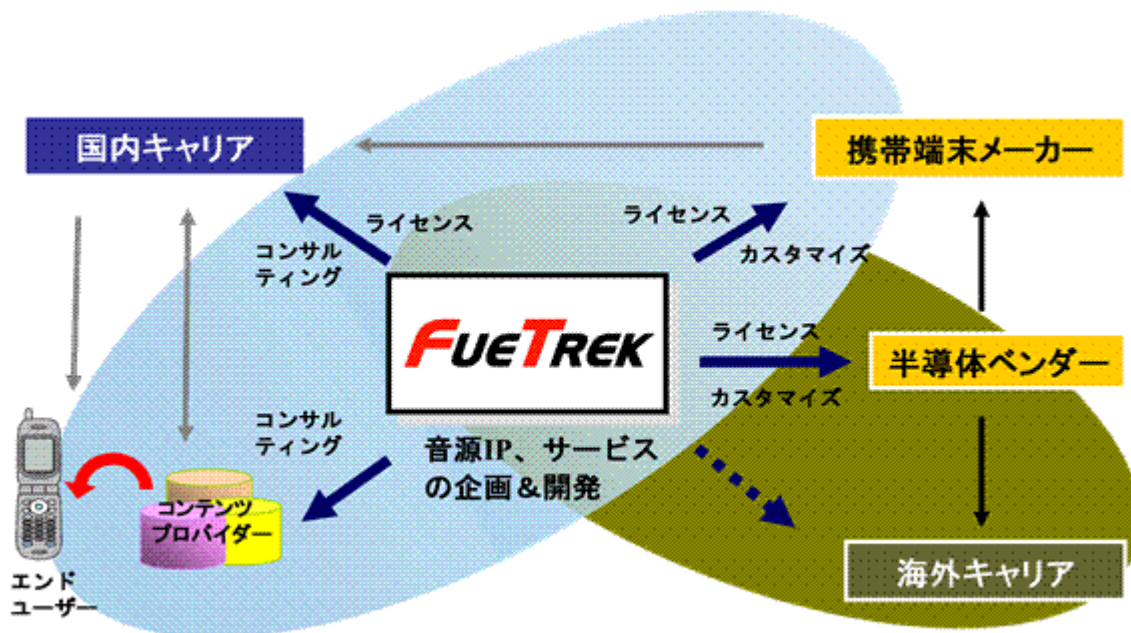 国内キャリア
携帯端末メーカー
ライセンス
ライセンス
コンサル
ティング
カスタマイズ
FUETREK
ライセンス
半導体ベンダー
カスタマイズ
コンサル
ティング
音源IP、サービス
の企画&開発
コンテンツ
プロバイダー
海外キャリア
エンド
ユーザー